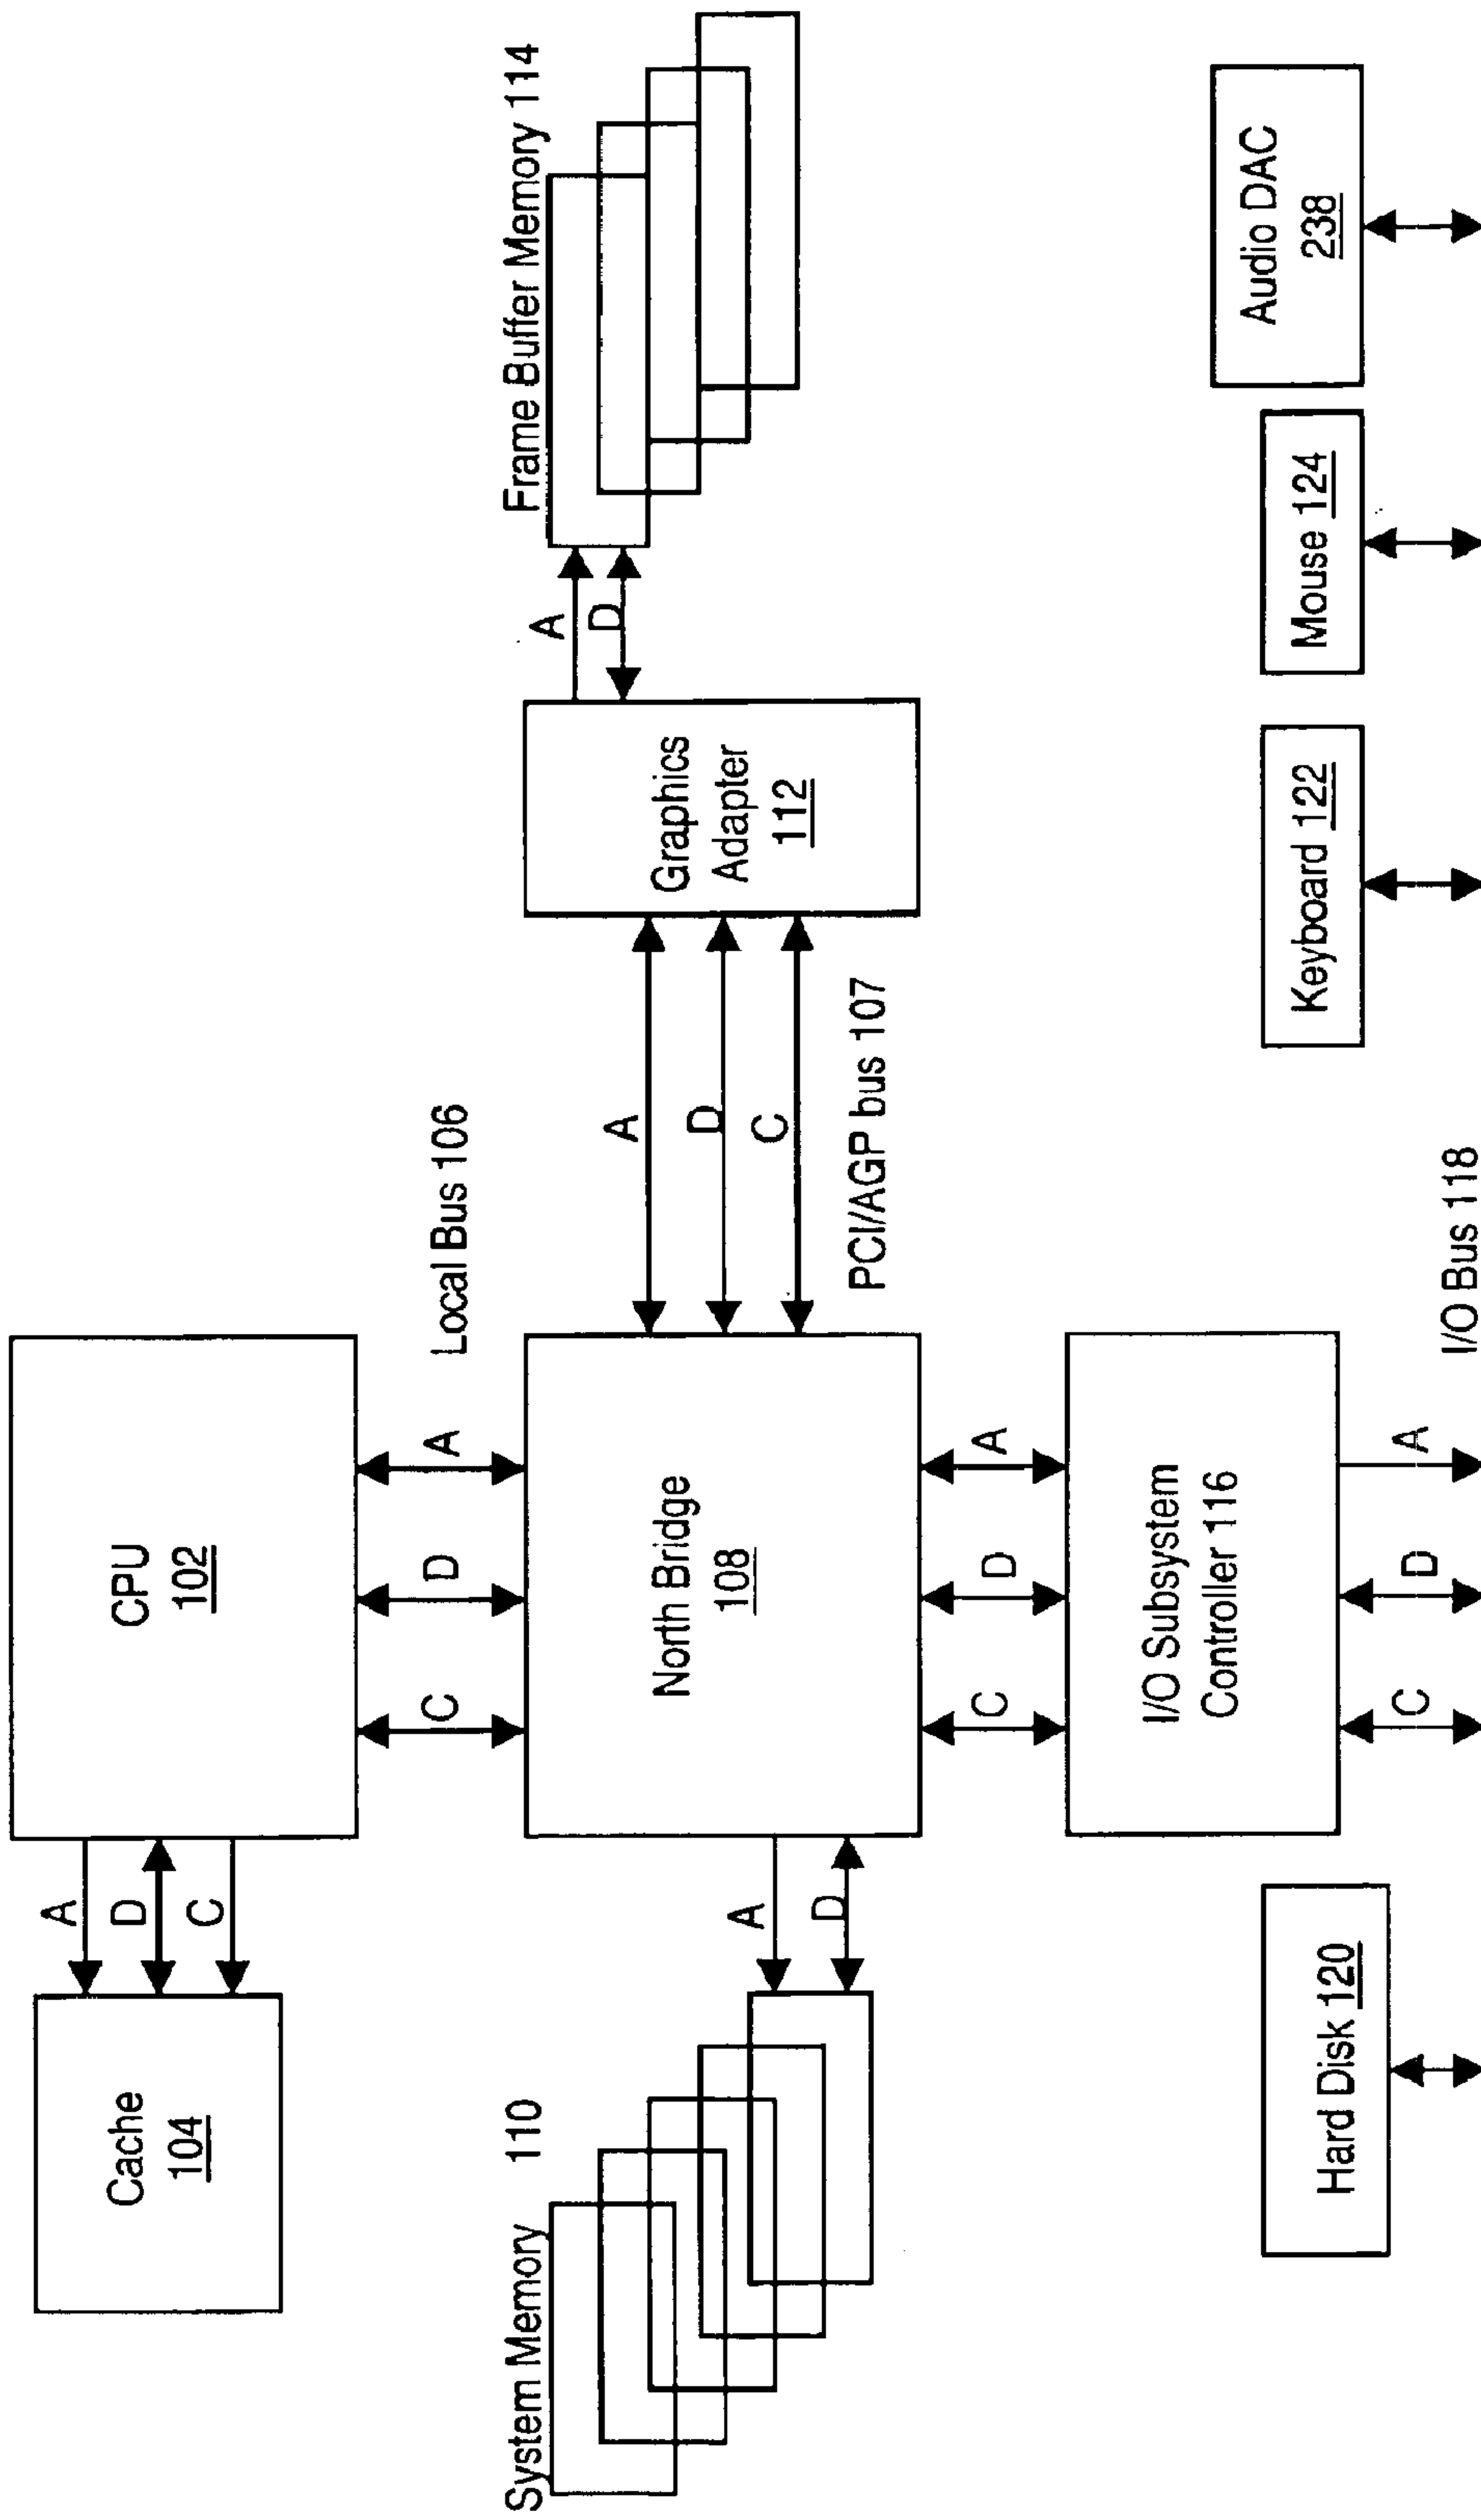 Cache
104
A
D
C
CPU
102
System Memory 110
C
D
A
Local Bus 106
Frame Buffer Memory 114
A
D
North Bridge
108
A
D
C
PCI/AGP bus 107
Graphics
Adapter
112
A
D
C
D
A
I/O Subsystem
Controller 116
Hard Disk 120
C
D
A
I/O Bus 118
Keyboard 122
Mouse 124
Audio DAC
238